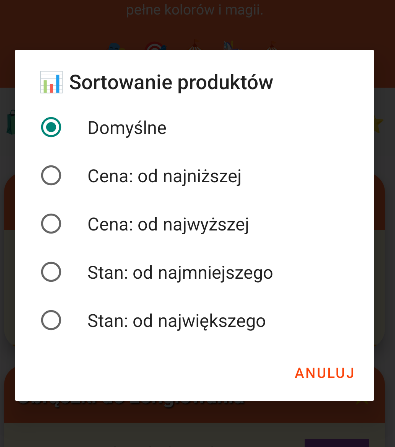 pełne kolorów i magii.
Sortowanie produktów
Domyślne
Cena: od najniższej
Cena: od najwyższej
Stan: od najmniejszego
Stan: od największego
ANULUJ